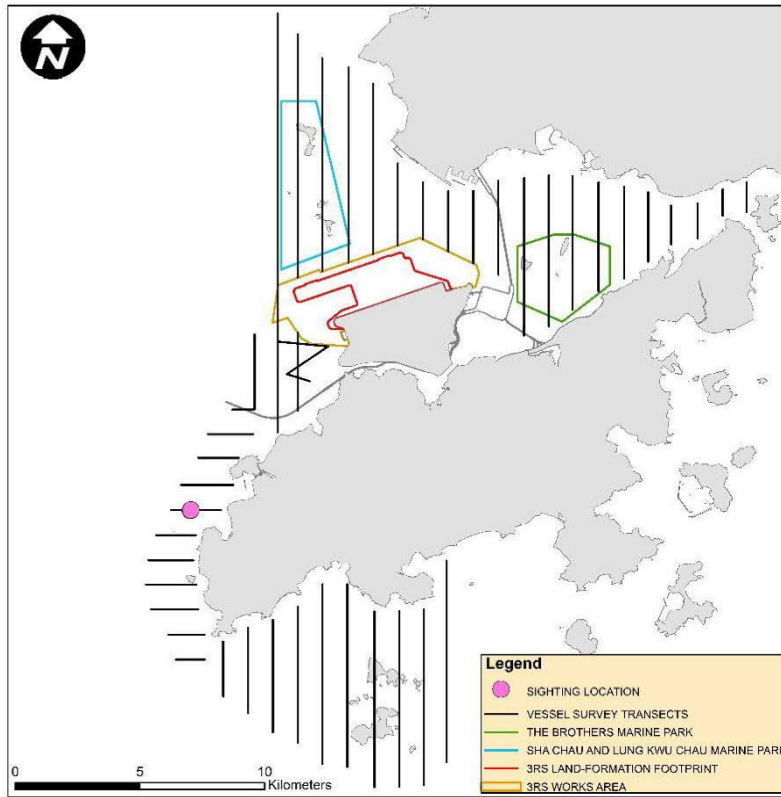 N
Legend
SIGHTING LOCATION
VESSEL SURVEY TRANSECTS
THE BROTHERS MARINE PARK
SHA CHAU AND LUNG KWU CHAU MARINE PARK
3RS LAND-FORMATION FOOTPRINT
3RS WORKS AREA
0 5 10
Kilometers